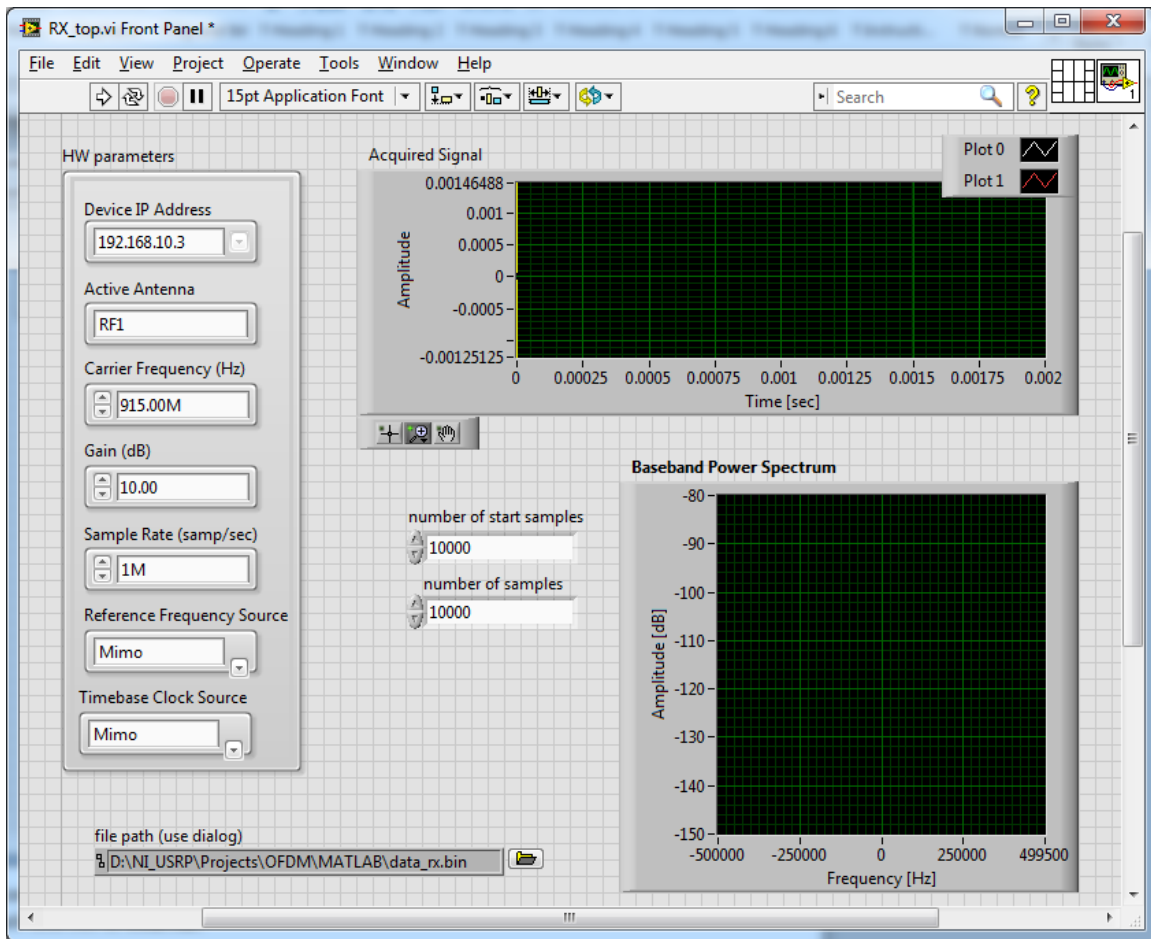 RX_top.vi Front Panel *
File Edit View Project Operate Tools Window Help
15pt Application Font
Search
?
1
HW parameters
Device IP Address
192.168.10.3
Active Antenna
RF1
Carrier Frequency (Hz)
915.00M
Gain (dB)
10.00
Sample Rate (samp/sec)
1M
Reference Frequency Source
Mimo
Timebase Clock Source
Mimo
Acquired Signal
Plot 0
Plot 1
Amplitude
0.00146488
0.001
0.0005
0
-0.0005
-0.00125125
0 0.00025 0.0005 0.00075 0.001 0.00125 0.0015 0.00175 0.002
Time [sec]
number of start samples
10000
number of samples
10000
Baseband Power Spectrum
Amplitude [dB]
-80
-90
-100
-110
-120
-130
-140
-150
-500000 -250000 0 250000 499500
Frequency [Hz]
file path (use dialog)
D:\NI_USRP\Projects\OFDM\MATLAB\data_rx.bin